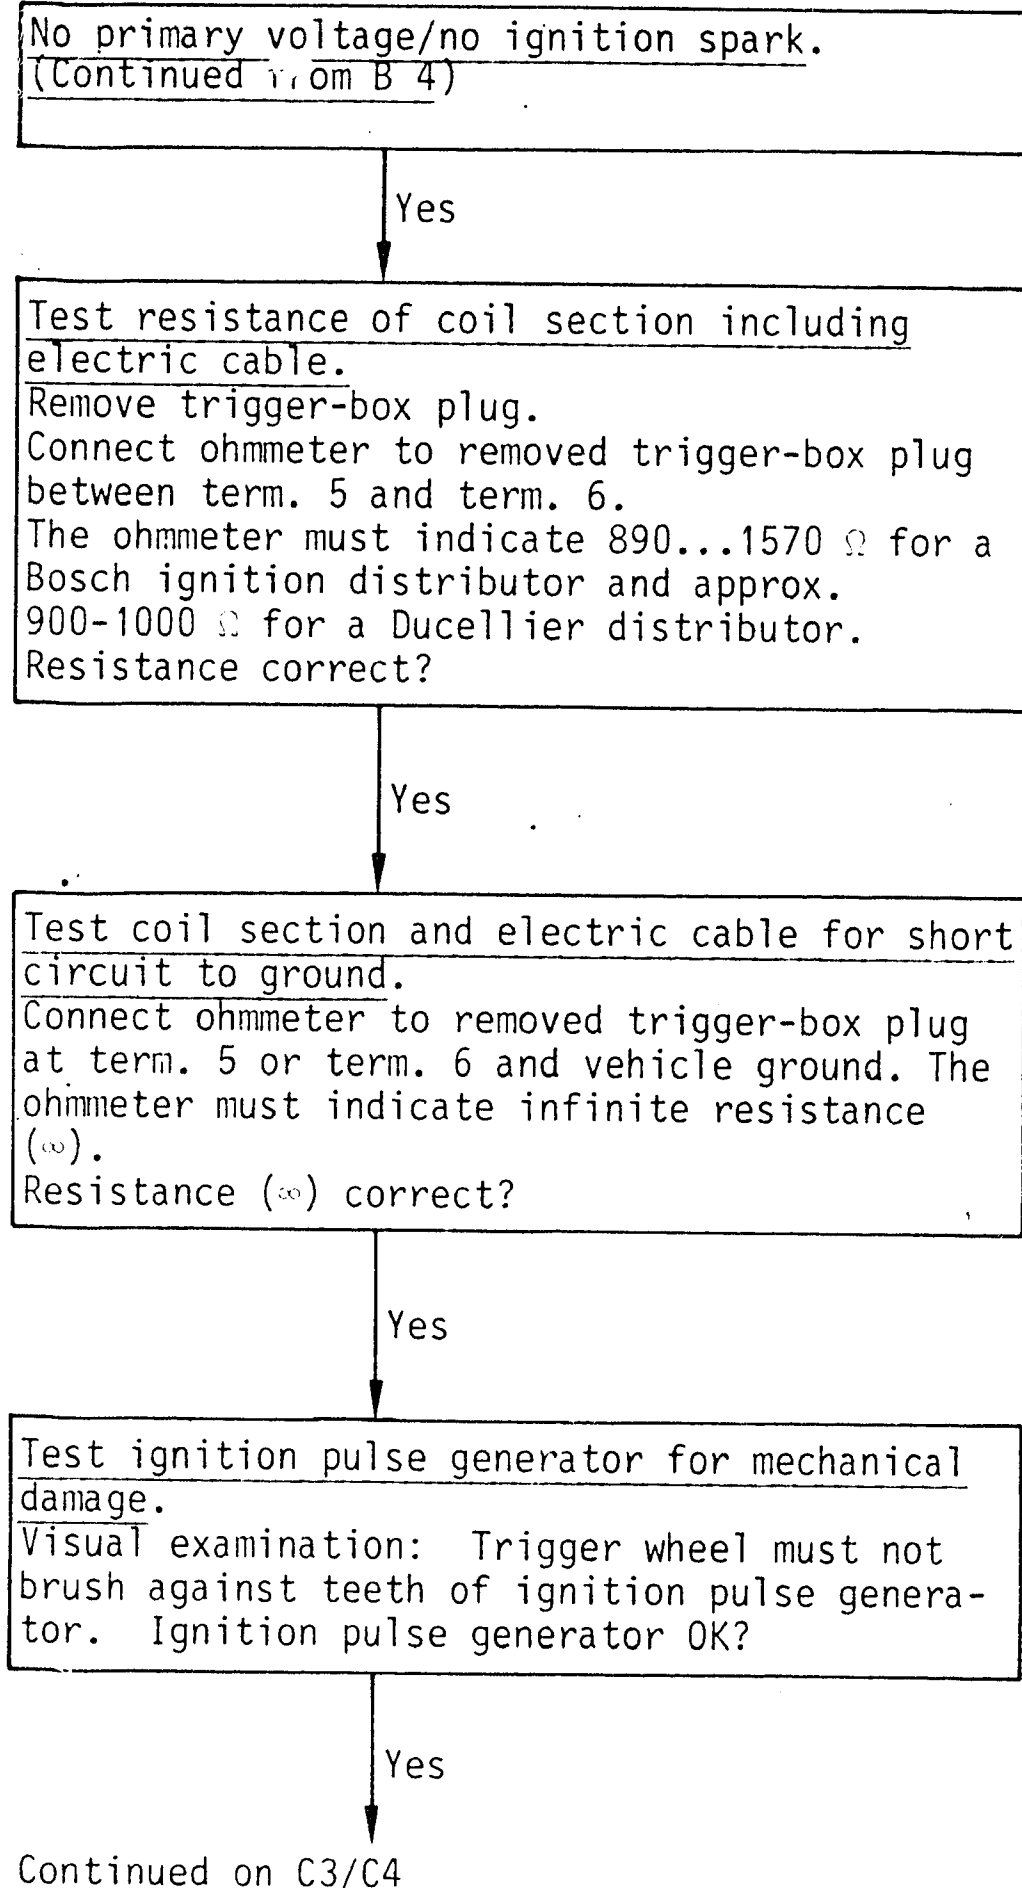 No primary voltage/no ignition spark.
(Continued from B 4)
Yes
Test resistance of coil section including
electric cable.
Remove trigger-box plug.
Connect ohmmeter to removed trigger-box plug
between term. 5 and term. 6.
The ohmmeter must indicate 890...1570 Ω for a
Bosch ignition distributor and approx.
900-1000 Ω for a Ducellier distributor.
Resistance correct?
Yes
Test coil section and electric cable for short
circuit to ground.
Connect ohmmeter to removed trigger-box plug
at term. 5 or term. 6 and vehicle ground. The
ohmmeter must indicate infinite resistance
(∞).
Resistance (∞) correct?
Yes
Test ignition pulse generator for mechanical
damage.
Visual examination: Trigger wheel must not
brush against teeth of ignition pulse genera-
tor. Ignition pulse generator OK?
Yes
Continued on C3/C4